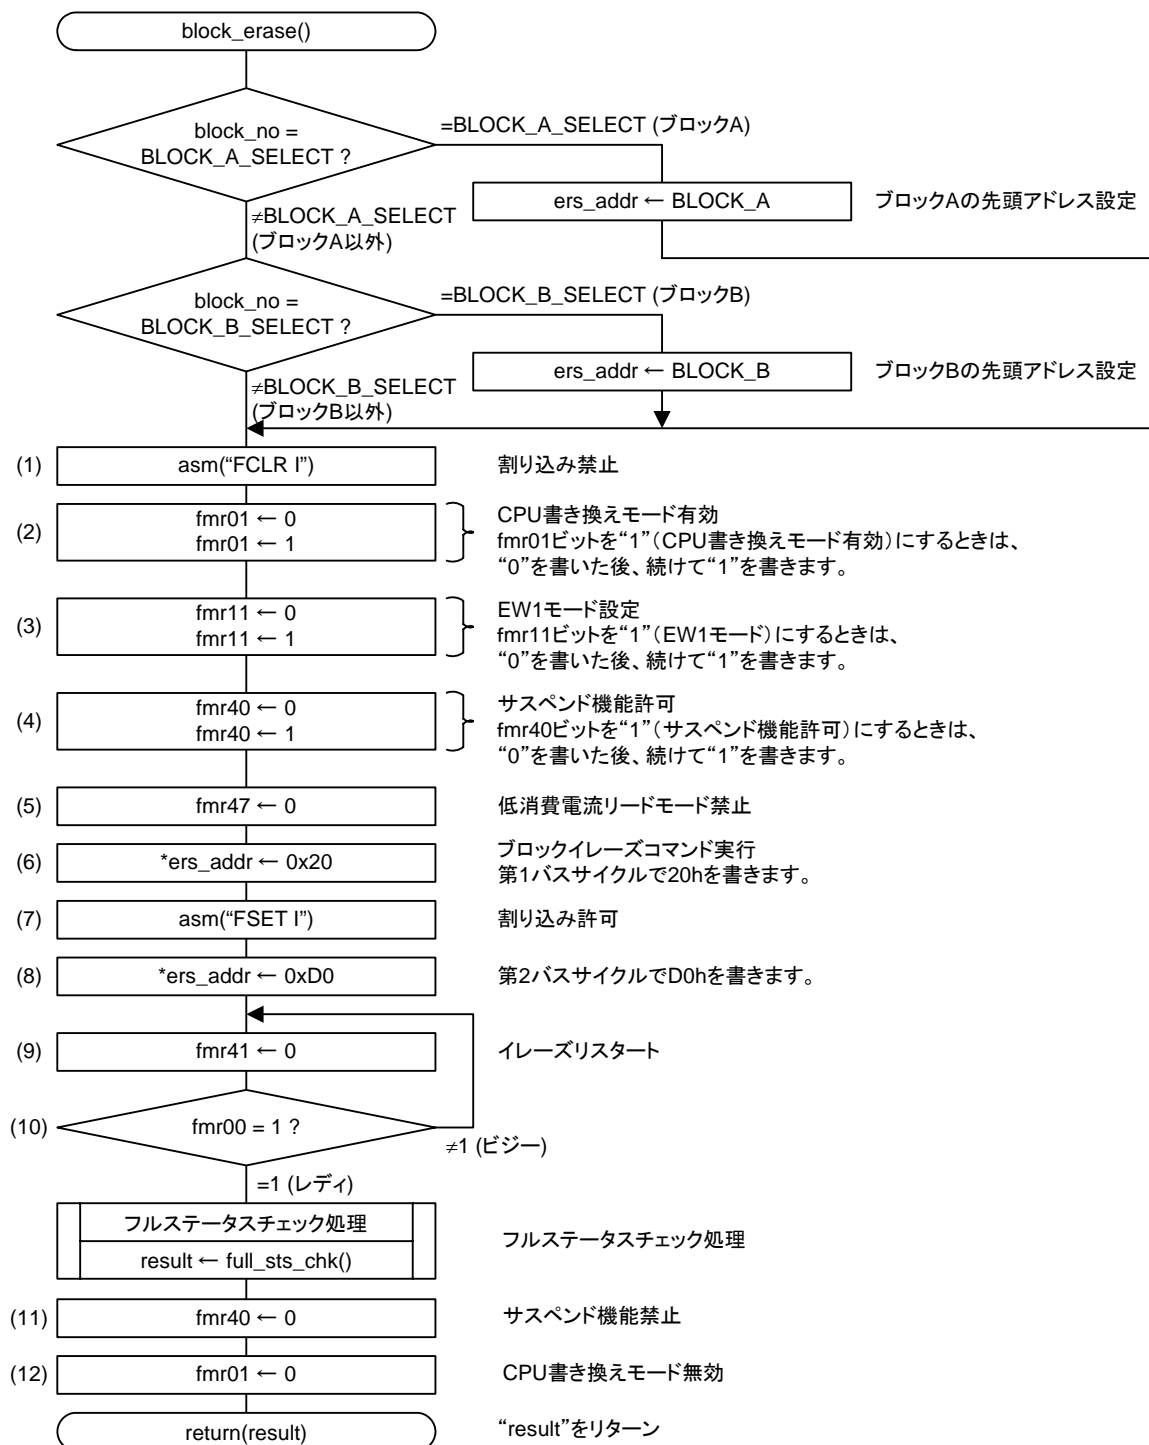 block_erase()
block_no =
BLOCK_A_SELECT ?
=BLOCK_A_SELECT (ブロックA)
ers_addr ← BLOCK_A
ブロックAの先頭アドレス設定
≠BLOCK_A_SELECT
(ブロックA以外)
block_no =
BLOCK_B_SELECT ?
=BLOCK_B_SELECT (ブロックB)
ers_addr ← BLOCK_B
ブロックBの先頭アドレス設定
≠BLOCK_B_SELECT
(ブロックB以外)
(1) asm(“FCLR I”) 割り込み禁止
(2)
fmr01 ← 0
fmr01 ← 1
CPU書き換えモード有効
fmr01ビットを“1”(CPU書き換えモード有効)にするときは、
“0”を書いた後、続けて“1”を書きます。
(3)
fmr11 ← 0
fmr11 ← 1
EW1モード設定
fmr11ビットを“1”(EW1モード)にするときは、
“0”を書いた後、続けて“1”を書きます。
(4)
fmr40 ← 0
fmr40 ← 1
サスペンド機能許可
fmr40ビットを“1”(サスペンド機能許可)にするときは、
“0”を書いた後、続けて“1”を書きます。
(5) fmr47 ← 0 低消費電流リードモード禁止
(6) *ers_addr ← 0x20
ブロックイレーズコマンド実行
第1バスサイクルで20hを書きます。
(7) asm(“FSET I”) 割り込み許可
(8) *ers_addr ← 0xD0 第2バスサイクルでD0hを書きます。
(9) fmr41 ← 0 イレーズリスタート
(10) fmr00 = 1 ?
≠1 (ビジー)
=1 (レディ)
フルステータスチェック処理
result ← full_sts_chk()
フルステータスチェック処理
(11) fmr40 ← 0 サスペンド機能禁止
(12) fmr01 ← 0 CPU書き換えモード無効
return(result) “result”をリターン